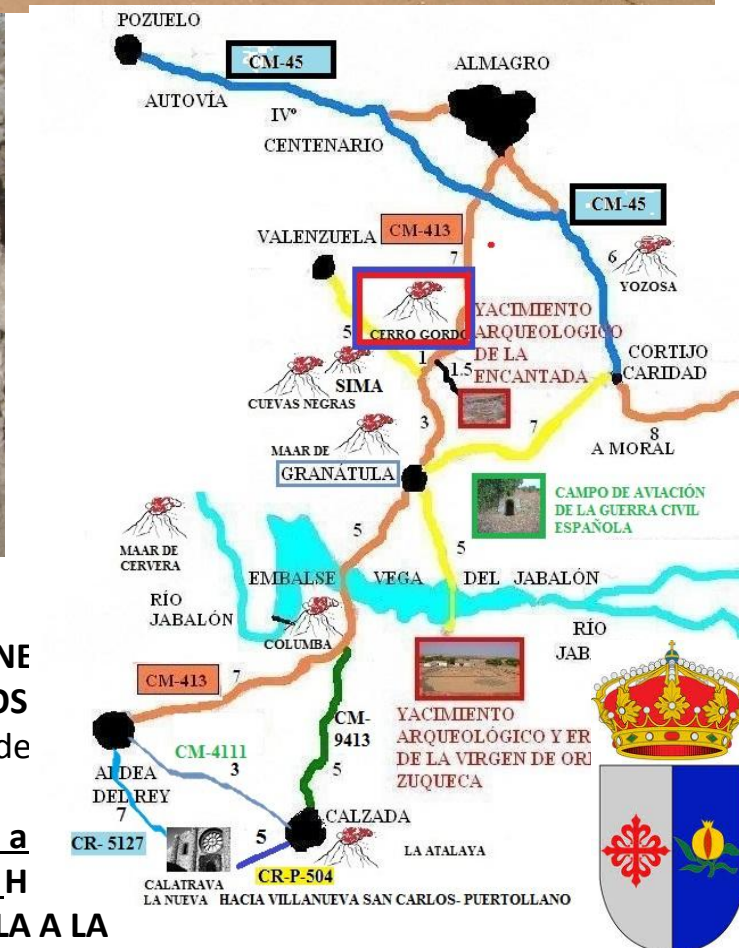 POZUELO
CM-45
ALMAGRO
AUTOVÍA
IVº
CENTENARIO
CM-45
VALENZUELA
CM-413
7
6
YOZOSA
CERRO GORDO
YACIMIENTO
ARQUEOLOGICO
DE LA
ENCANTADA
5
1
1.5
SIMA
CUEVAS NEGRAS
CORTIJO
CARIDAD
3
7
8
A MORAL
MAAR DE
GRANÁTULA
CAMPO DE AVIACIÓN
DE LA GUERRA CIVIL
ESPAÑOLA
5
5
MAAR DE
CERVERA
EMBALSE VEGA DEL JABALÓN
RÍO
JABALÓN
COLUMBA
RÍO
JAB
CM-413
7
CM-
9413
5
YACIMIENTO
ARQUEOLÓGICO Y ER
DE LA VIRGEN DE OR
ZUQUECA
CM-4111
3
ALDEA
DEL REY
7
CR- 5127
5
CALZADA
LA ATALAYA
CR-P-504
CALATRAVA
LA NUEVA
HACIA VILLANUEVA SAN CARLOS- PUERTOLLANO
NE
OS
de
a
H
LA A LA